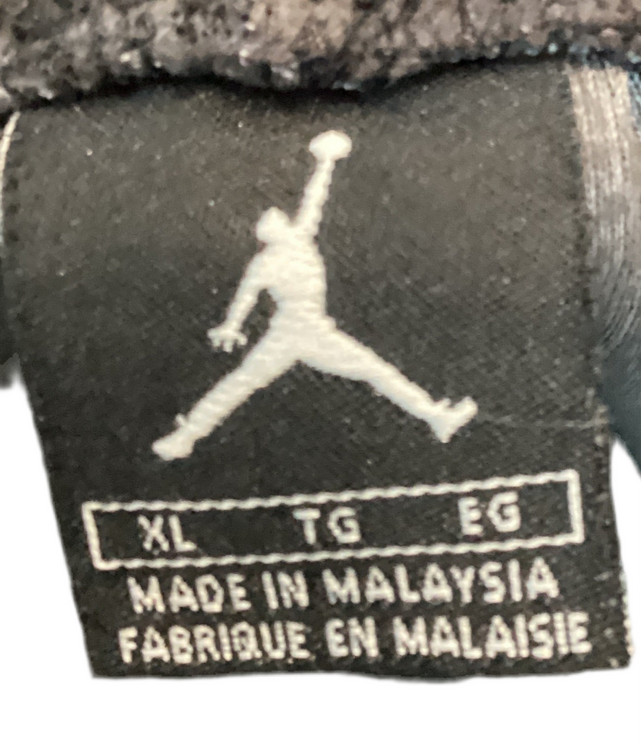 XL TG EG
MADE IN MALAYSIA
FABRIQUE EN MALAISIE